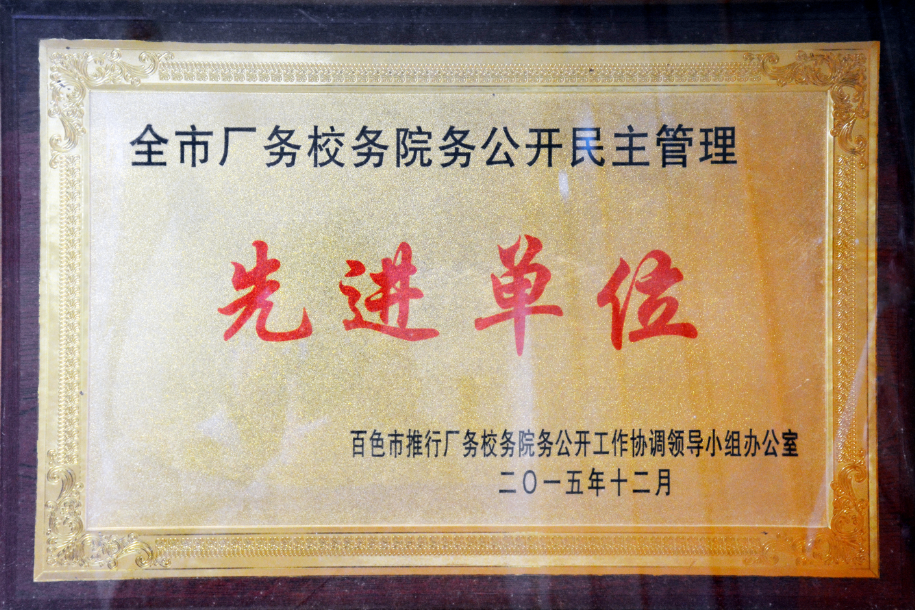 全市厂务校务院务公开民主管理
先进单位
百色市推行厂务校务院务公开工作协调领导小组办公室
二〇一五年十二月